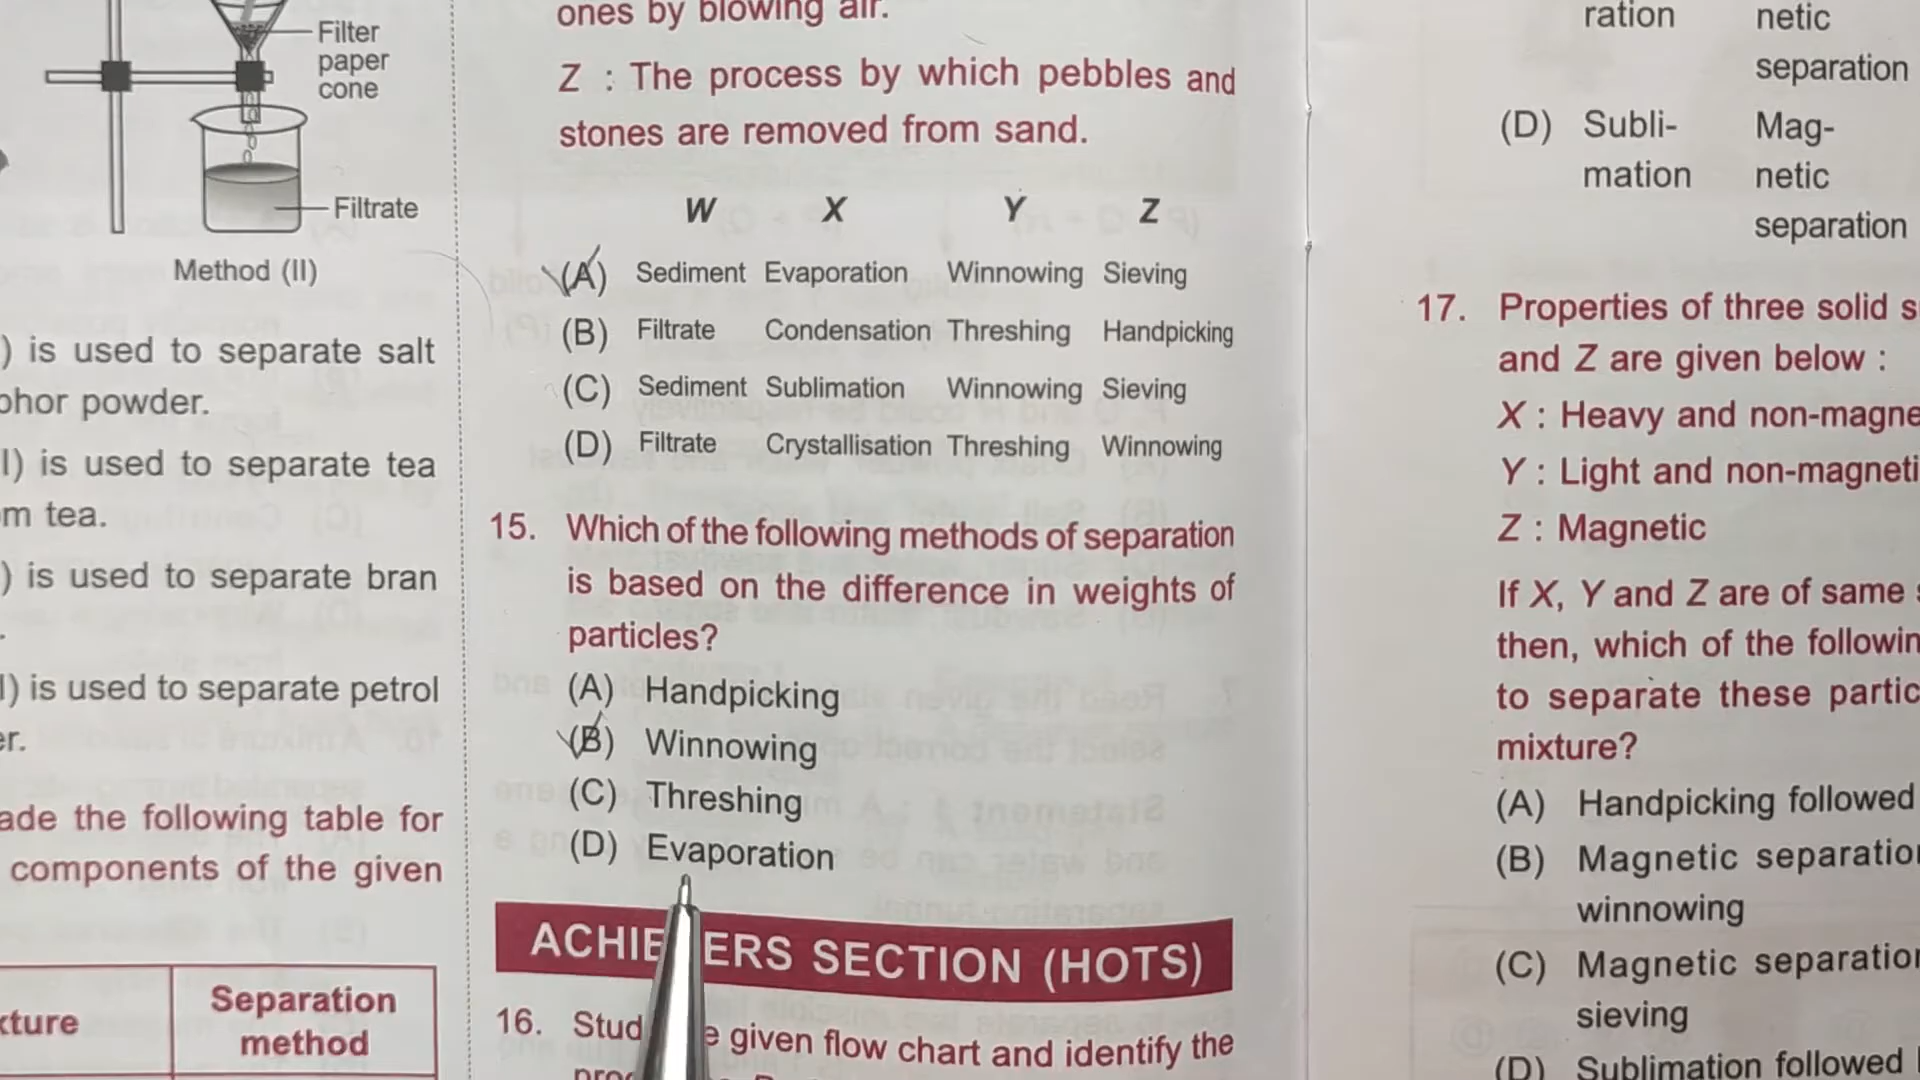 Filter
paper
cone
Filtrate
Method (II)
) is used to separate salt
phor powder.
I) is used to separate tea
m tea.
) is used to separate bran
I) is used to separate petrol
er.
ade the following table for
components of the given
xture
Separation
method
ones by blowing air.
Z : The process by which pebbles and
stones are removed from sand.
W X Y Z
(A) Sediment Evaporation Winnowing Sieving
(B) Filtrate Condensation Threshing Handpicking
(C) Sediment Sublimation Winnowing Sieving
(D) Filtrate Crystallisation Threshing Winnowing
15. Which of the following methods of separation
is based on the difference in weights of
particles?
(A) Handpicking
(B) Winnowing
(C) Threshing
(D) Evaporation
ACHIE ERS SECTION (HOTS)
16. Stud e given flow chart and identify the
ration netic
separation
(D) Subli- Mag-
mation netic
separation
17. Properties of three solid s
and Z are given below :
X : Heavy and non-magne
Y : Light and non-magneti
Z : Magnetic
If X, Y and Z are of same
then, which of the followin
to separate these partic
mixture?
(A) Handpicking followed
(B) Magnetic separation
winnowing
(C) Magnetic separation
sieving
(D) Sublimation followed